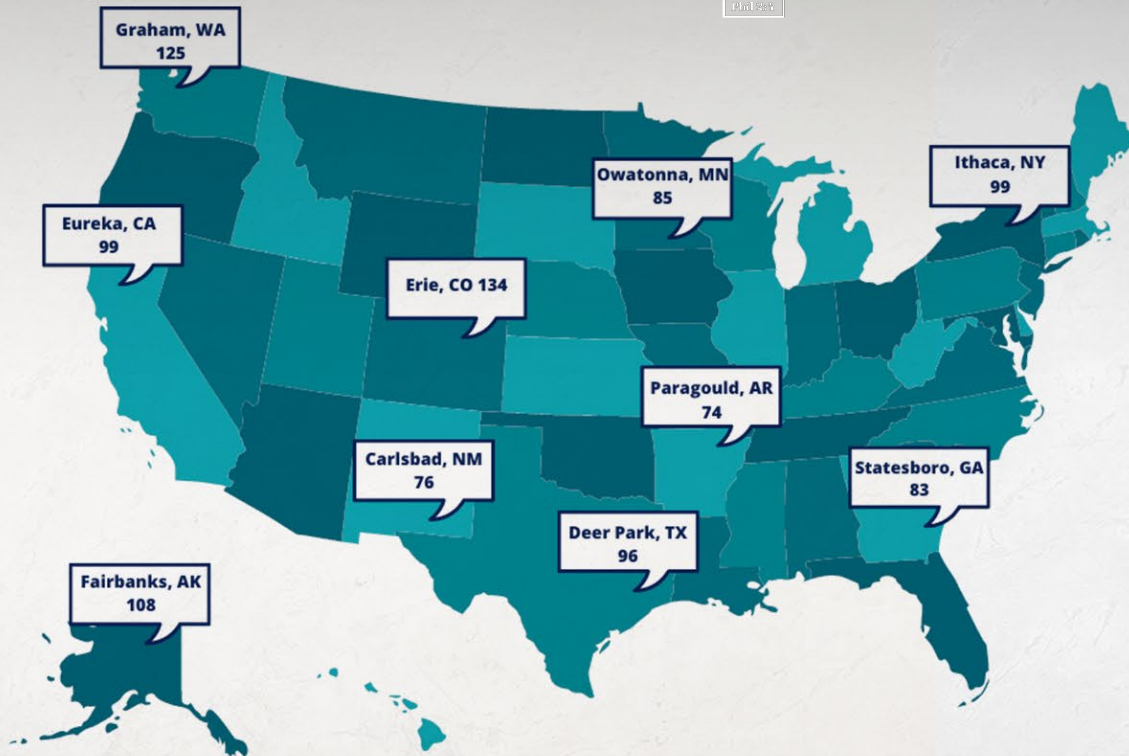 Graham, WA
125
Owatonna, MN
85
Ithaca, NY
99
Eureka, CA
99
Erie, CO 134
Paragould, AR
74
Carlsbad, NM
76
Statesboro, GA
83
Deer Park, TX
96
Fairbanks, AK
108